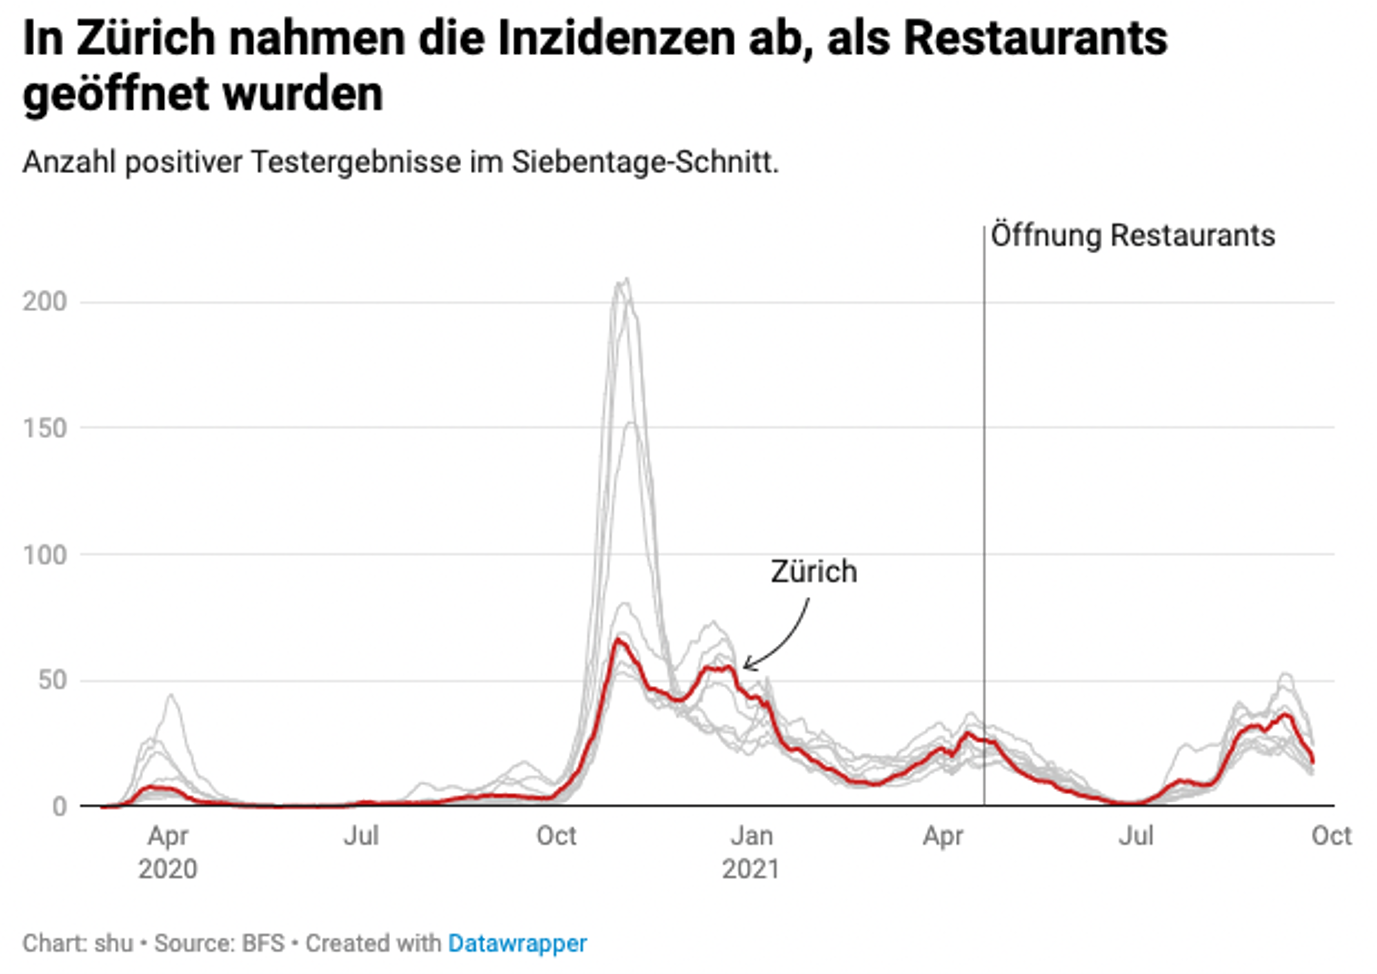 In Zürich nahmen die Inzidenzen ab, als Restaurants
geöffnet wurden
Anzahl positiver Testergebnisse im Siebentage-Schnitt.
Öffnung Restaurants
200
150
100
Zürich
50
0
Apr Jul Oct Jan Apr Jul Oct
2020 2021
Chart: shu • Source: BFS • Created with Datawrapper